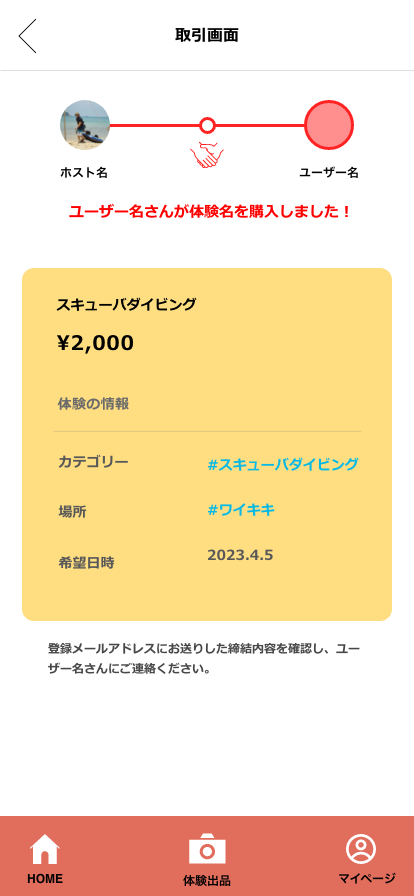 取引画面
ホスト名
ユーザー名
ユーザー名さんが体験名を購入しました！
スキューバダイビング
¥2,000
体験の情報
カテゴリー
#スキューバダイビング
場所
#ワイキキ
希望日時
2023.4.5
登録メールアドレスにお送りした締結内容を確認し、ユー
ザー名さんにご連絡ください。
HOME
体験出品
マイページ